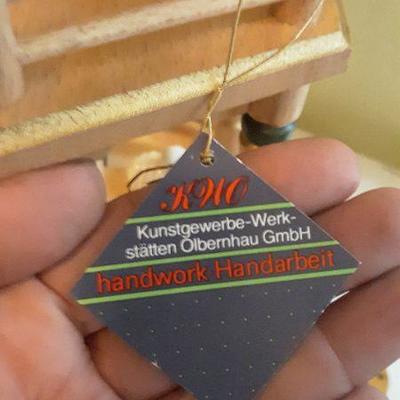 KWO
Kunstgewerbe-Werk-
stätten Olbernhau GmbH
handwork Handarbeit